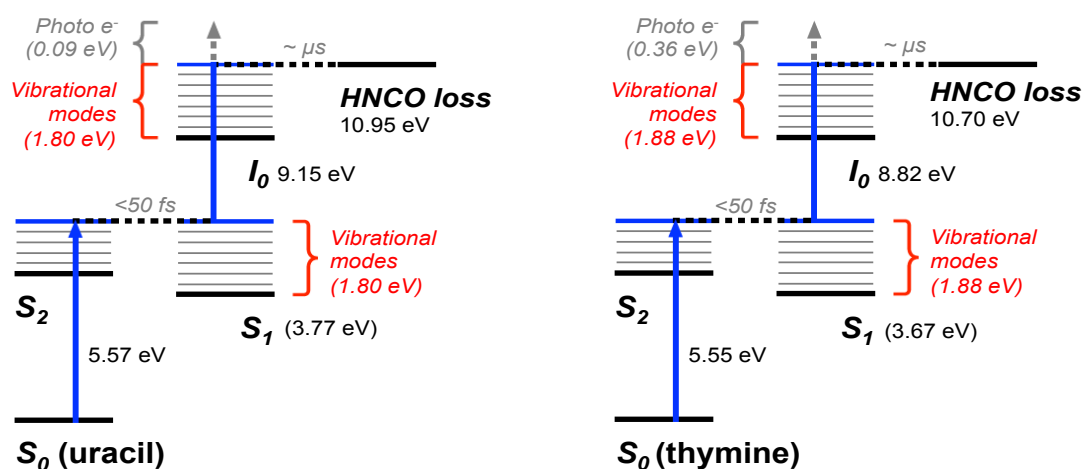 Photo e-
(0.09 eV)
~ μs
Vibrational
modes
(1.80 eV)
HNCO loss
10.95 eV
I0 9.15 eV
<50 fs
Vibrational
modes
(1.80 eV)
S2
S1 (3.77 eV)
5.57 eV
S0 (uracil)
Photo e-
(0.36 eV)
~ μs
Vibrational
modes
(1.88 eV)
HNCO loss
10.70 eV
I0 8.82 eV
<50 fs
Vibrational
modes
(1.88 eV)
S2
S1 (3.67 eV)
5.55 eV
S0 (thymine)